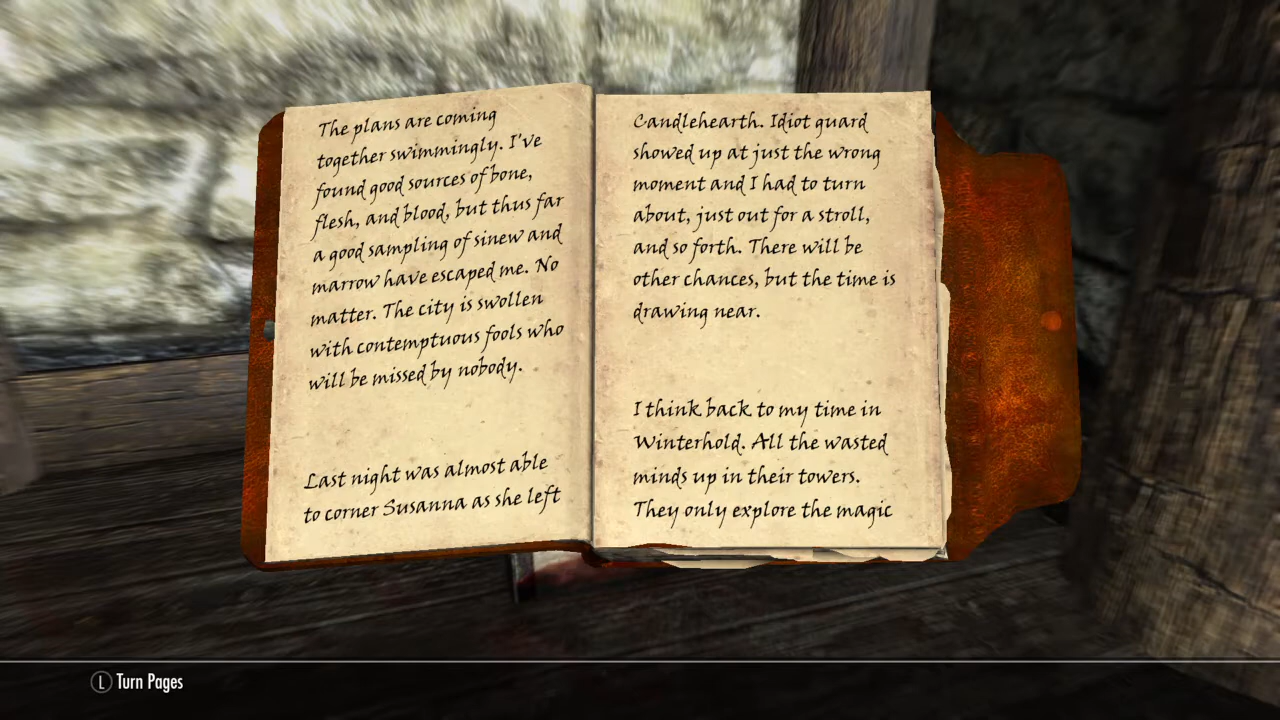 The plans are coming
together swimmingly. I've
found good sources of bone,
flesh, and blood, but thus far
a good sampling of sinew and
marrow have escaped me. No
matter. The city is swollen
with contemptuous fools who
will be missed by nobody.
Last night was almost able
to corner Susanna as she left
Candlehearth. Idiot guard
showed up at just the wrong
moment and I had to turn
about, just out for a stroll,
and so forth. There will be
other chances, but the time is
drawing near.
I think back to my time in
Winterhold. All the wasted
minds up in their towers.
They only explore the magic
L Turn Pages